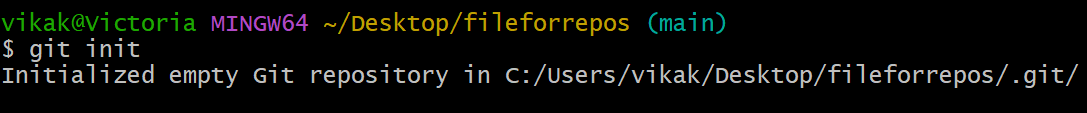 vikak@Victoria MINGW64 ~/Desktop/fileforrepos (main)
$ git init
Initialized empty Git repository in C:/Users/vikak/Desktop/fileforrepos/.git/